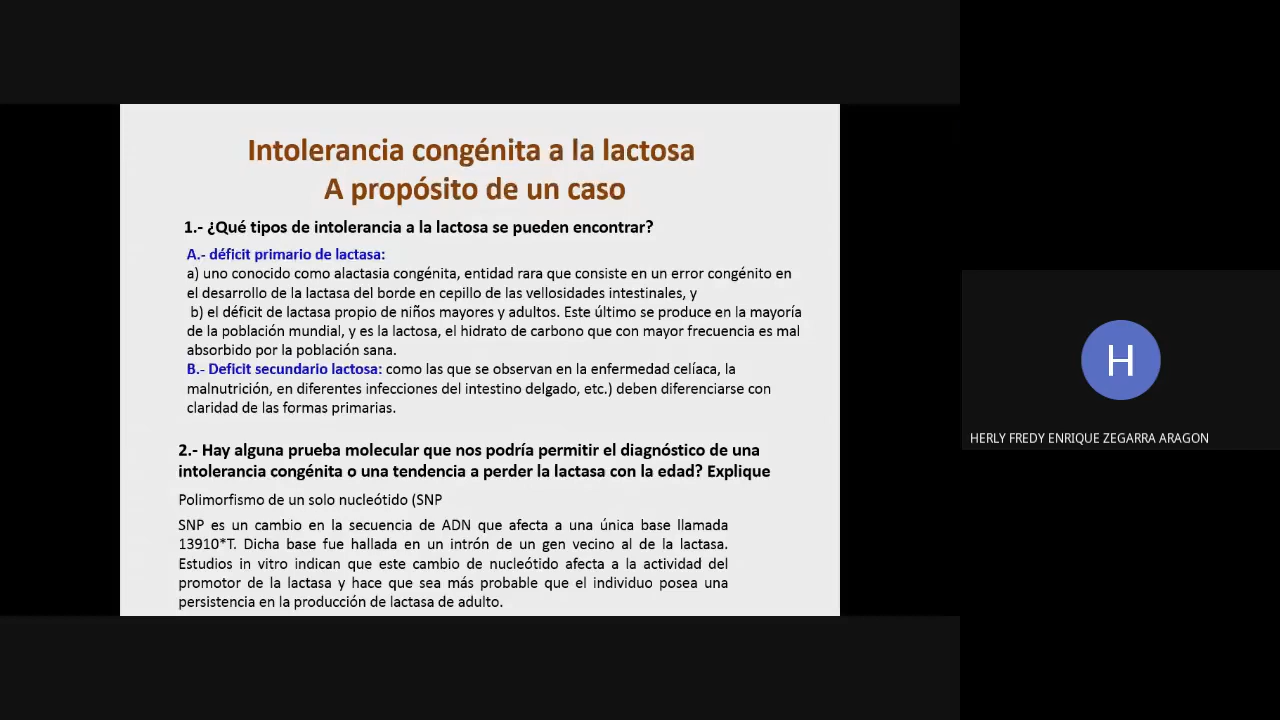 Intolerancia congénita a la lactosa
A propósito de un caso
1.- ¿Qué tipos de intolerancia a la lactosa se pueden encontrar?
A.- déficit primario de lactasa:
a) uno conocido como alactasia congénita, entidad rara que consiste en un error congénito en
el desarrollo de la lactasa del borde en cepillo de las vellosidades intestinales, y
b) el déficit de lactasa propio de niños mayores y adultos. Este último se produce en la mayoría
de la población mundial, y es la lactosa, el hidrato de carbono que con mayor frecuencia es mal
absorbido por la población sana.
B.- Deficit secundario lactosa: como las que se observan en la enfermedad celíaca, la
malnutrición, en diferentes infecciones del intestino delgado, etc.) deben diferenciarse con
claridad de las formas primarias.
2.- Hay alguna prueba molecular que nos podría permitir el diagnóstico de una
intolerancia congénita o una tendencia a perder la lactasa con la edad? Explique
Polimorfismo de un solo nucleótido (SNP
SNP es un cambio en la secuencia de ADN que afecta a una única base llamada
13910*T. Dicha base fue hallada en un intrón de un gen vecino al de la lactasa.
Estudios in vitro indican que este cambio de nucleótido afecta a la actividad del
promotor de la lactasa y hace que sea más probable que el individuo posea una
persistencia en la producción de lactasa de adulto.
H
HERLY FREDY ENRIQUE ZEGARRA ARAGON